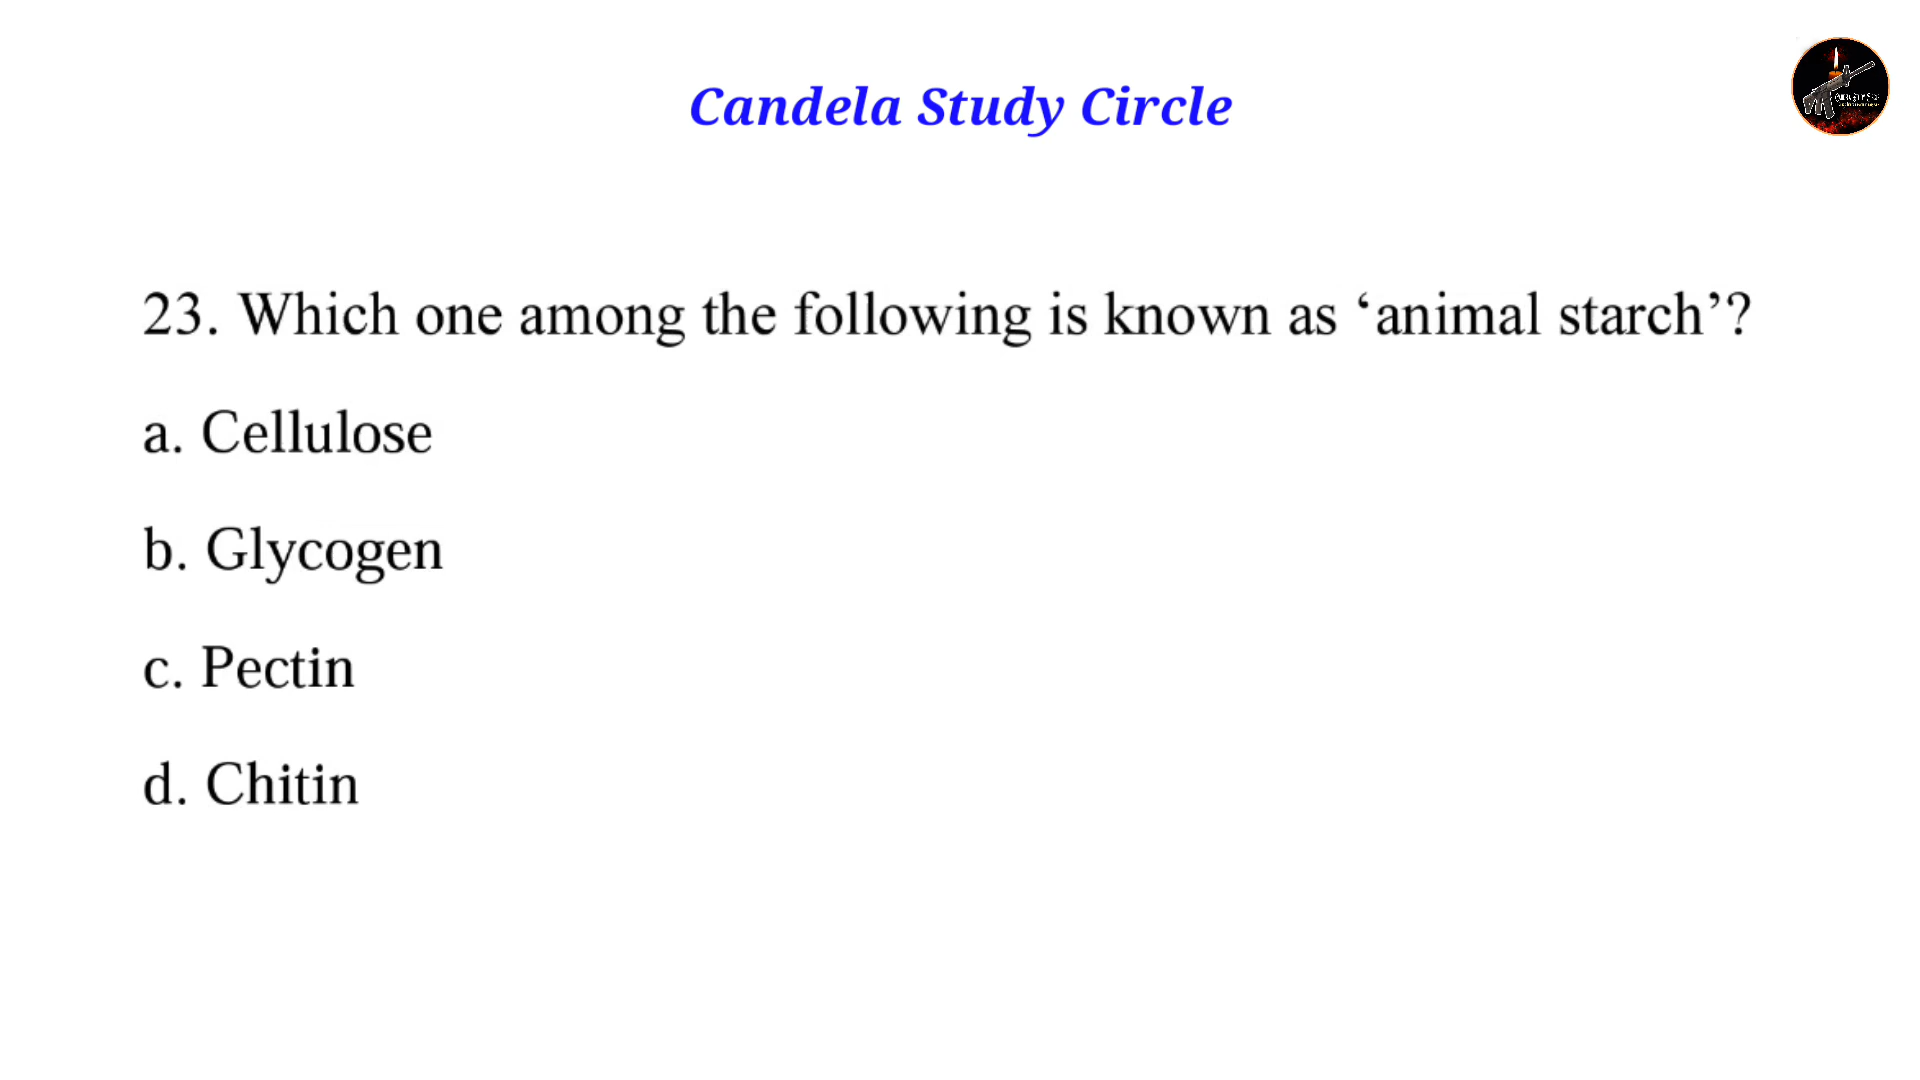 Candela Study Circle
23. Which one among the following is known as ‘animal starch’?
a. Cellulose
b. Glycogen
c. Pectin
d. Chitin